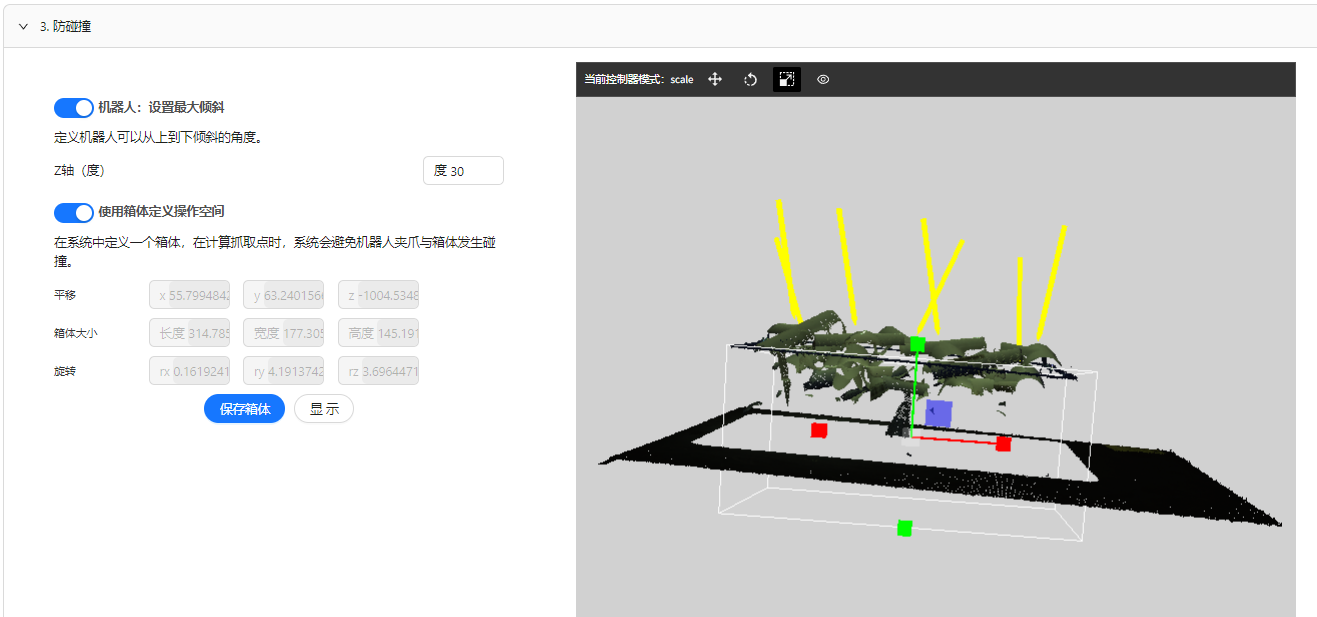 3. 防碰撞
当前控制器模式：scale
机器人：设置最大倾斜
定义机器人可以从上到下倾斜的角度。
Z轴（度）
度 30
使用箱体定义操作空间
在系统中定义一个箱体，在计算抓取点时，系统会避免机器人夹爪与箱体发生碰
撞。
平移 x 55.7994842 y 63.2401566 z -1004.5348
箱体大小 长度 314.785 宽度 177.305 高度 145.191
旋转 rx 0.1619241 ry 4.1913742 rz 3.6964471
保存箱体 显示